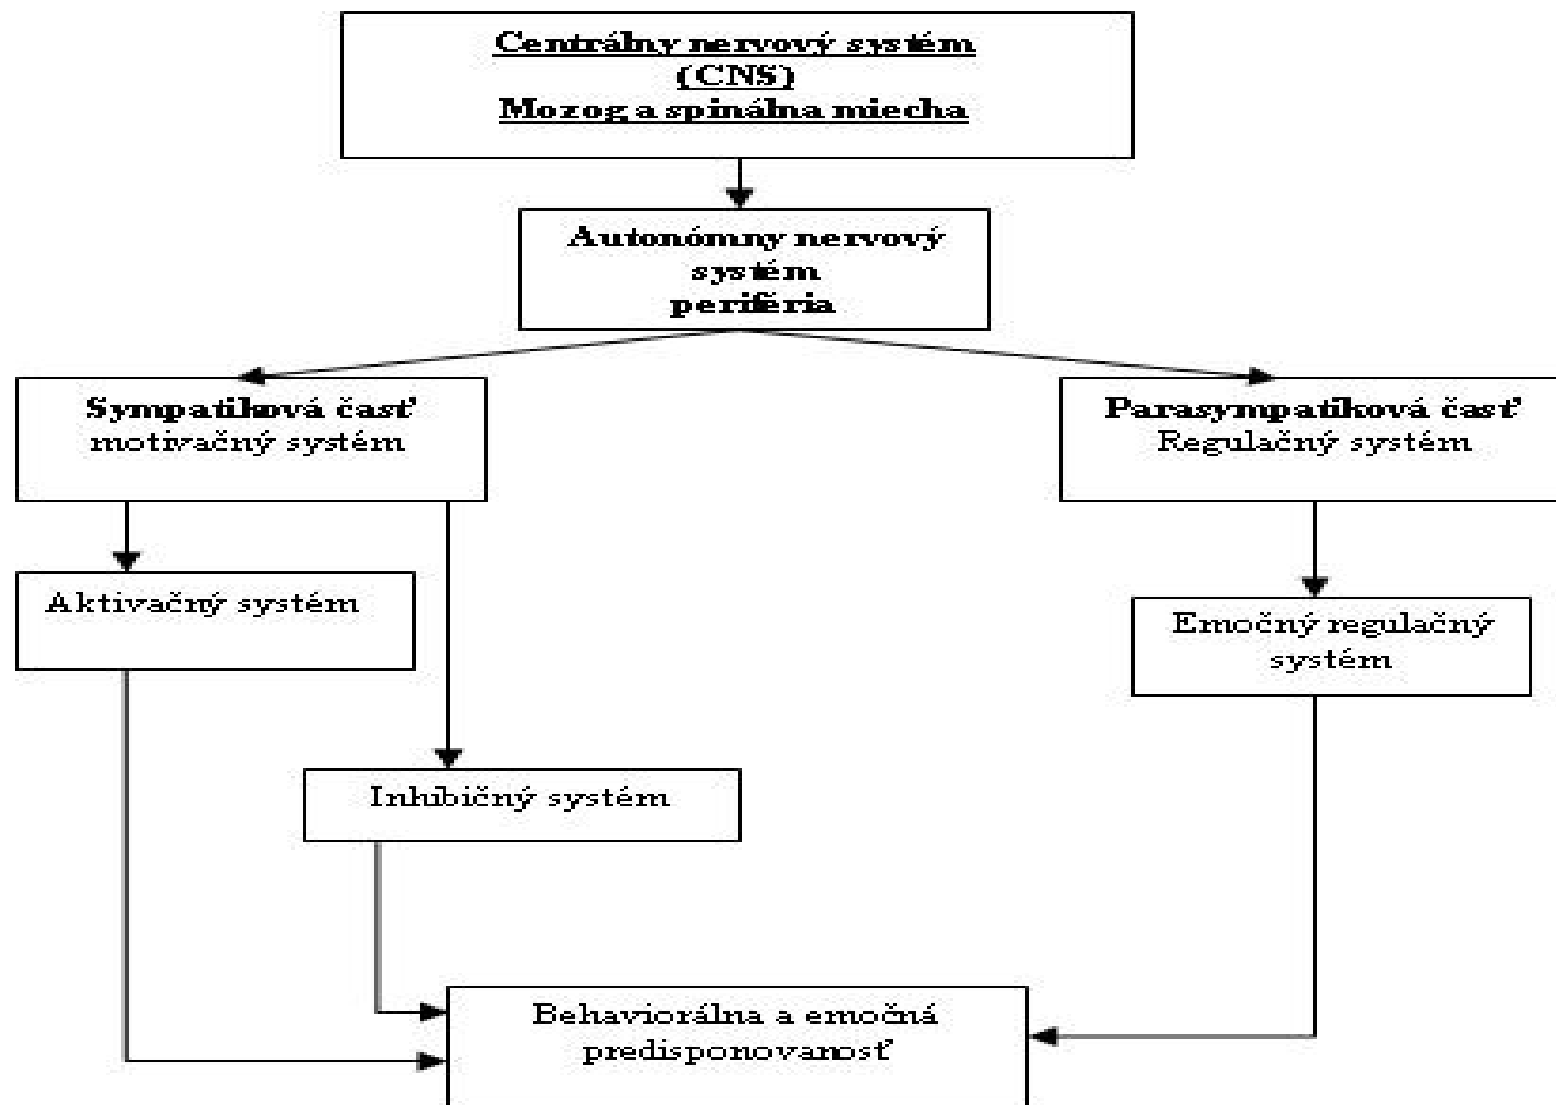 Centrálny nervový systém
(CNS)
Mozog a spinálna miecha
Autonómny nervový
systém
periféria
Sympatiková časť
motivačný systém
Parasympatiková časť
Regulačný systém
Aktivačný systém
Emočný regulačný
systém
Inhibičný systém
Behaviorálna a emočná
predisponovanosť